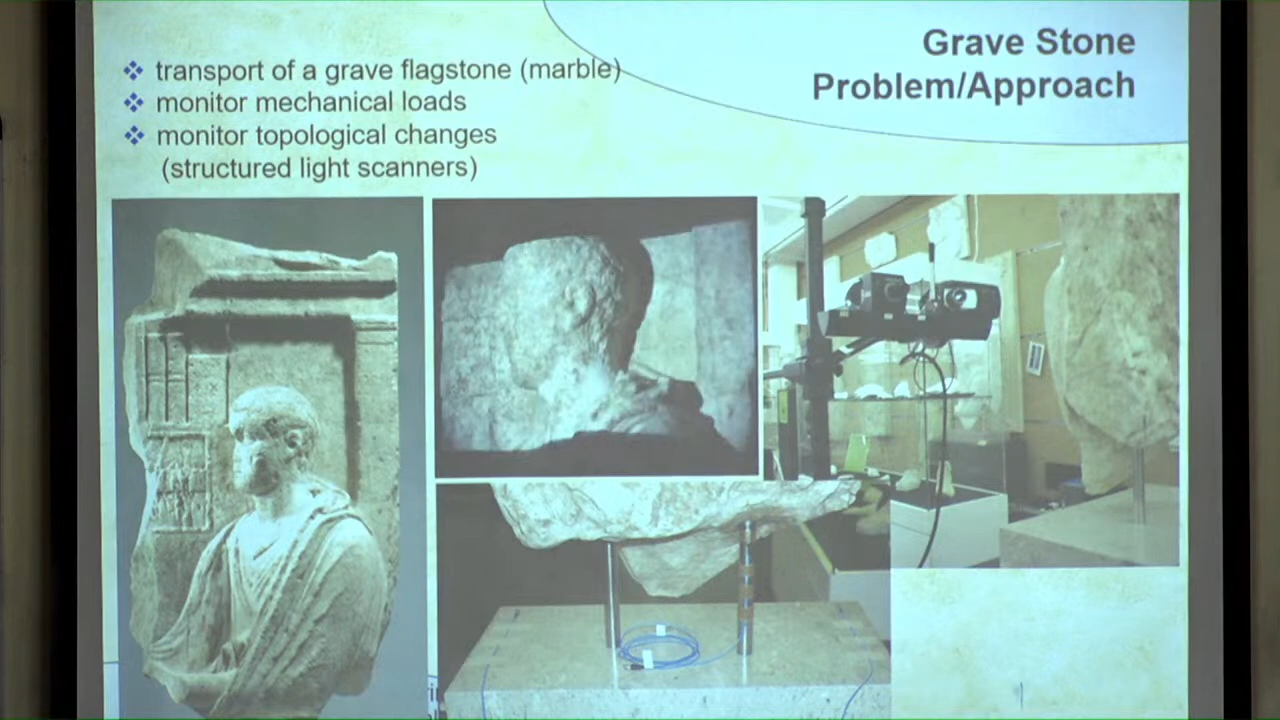 Grave Stone
Problem/Approach
transport of a grave flagstone (marble)
monitor mechanical loads
monitor topological changes
(structured light scanners)